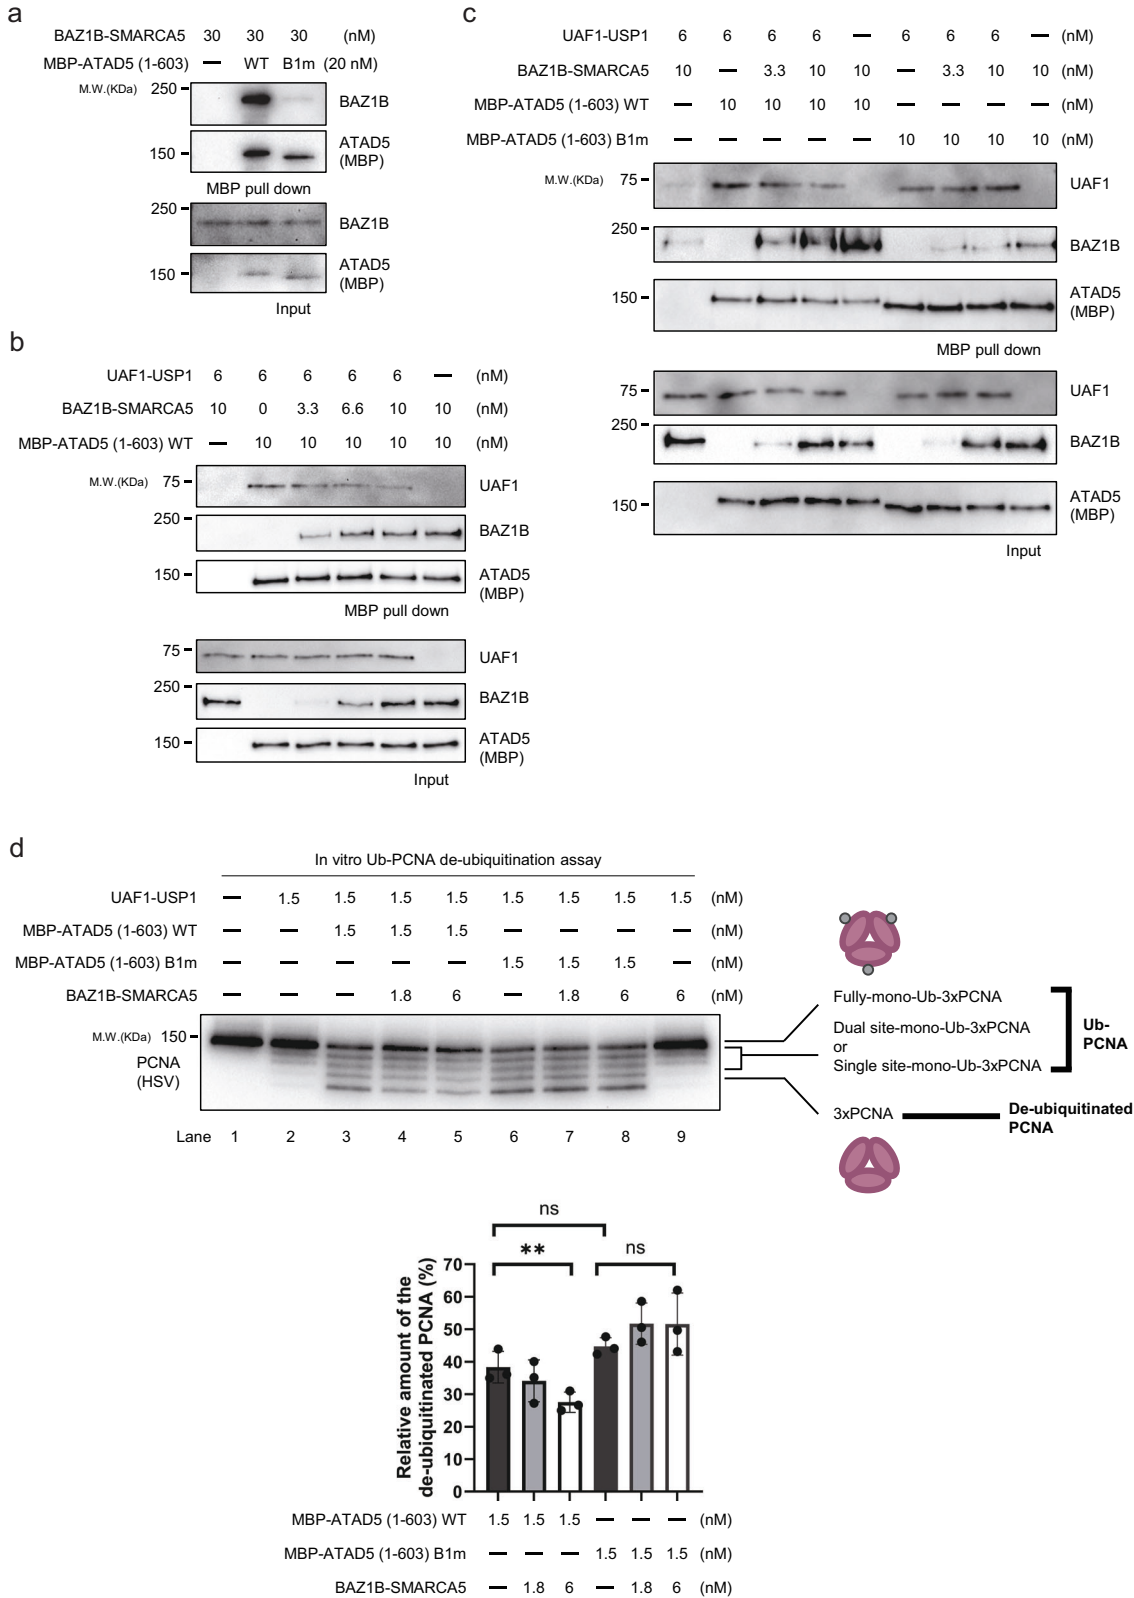 a
BAZ1B-SMARCA5 30 30 30 (nM)
MBP-ATAD5 (1-603) — WT B1m (20 nM)
M.W.(KDa) 250
BAZ1B
150
ATAD5
(MBP)
MBP pull down
250
BAZ1B
150
ATAD5
(MBP)
Input
b
UAF1-USP1 6 6 6 6 6 — (nM)
BAZ1B-SMARCA5 10 0 3.3 6.6 10 10 (nM)
MBP-ATAD5 (1-603) WT — 10 10 10 10 10 (nM)
M.W.(KDa) 75
UAF1
250
BAZ1B
150
ATAD5
(MBP)
MBP pull down
75
UAF1
250
BAZ1B
150
ATAD5
(MBP)
Input
c
UAF1-USP1 6 6 6 6 — 6 6 6 — (nM)
BAZ1B-SMARCA5 10 — 3.3 10 10 — 3.3 10 10 (nM)
MBP-ATAD5 (1-603) WT — 10 10 10 10 — — — — (nM)
MBP-ATAD5 (1-603) B1m — — — — — 10 10 10 10 (nM)
M.W.(KDa) 75
UAF1
250
BAZ1B
150
ATAD5
(MBP)
MBP pull down
75
UAF1
250
BAZ1B
150
ATAD5
(MBP)
Input
d
In vitro Ub-PCNA de-ubiquitination assay
UAF1-USP1 — 1.5 1.5 1.5 1.5 1.5 1.5 1.5 1.5 (nM)
MBP-ATAD5 (1-603) WT — — 1.5 1.5 1.5 — — — — (nM)
MBP-ATAD5 (1-603) B1m — — — — — 1.5 1.5 1.5 — (nM)
BAZ1B-SMARCA5 — — — 1.8 6 — 1.8 6 6 (nM)
M.W.(KDa) 150
PCNA
(HSV)
Lane 1 2 3 4 5 6 7 8 9
Fully-mono-Ub-3xPCNA
Dual site-mono-Ub-3xPCNA
or
Single site-mono-Ub-3xPCNA
Ub-
PCNA
3xPCNA
De-ubiquitinated
PCNA
ns
** ns
Relative amount of the
de-ubiquitinated PCNA (%)
70
60
50
40
30
20
10
0
MBP-ATAD5 (1-603) WT 1.5 1.5 1.5 — — — (nM)
MBP-ATAD5 (1-603) B1m — — — 1.5 1.5 1.5 (nM)
BAZ1B-SMARCA5 — 1.8 6 — 1.8 6 (nM)